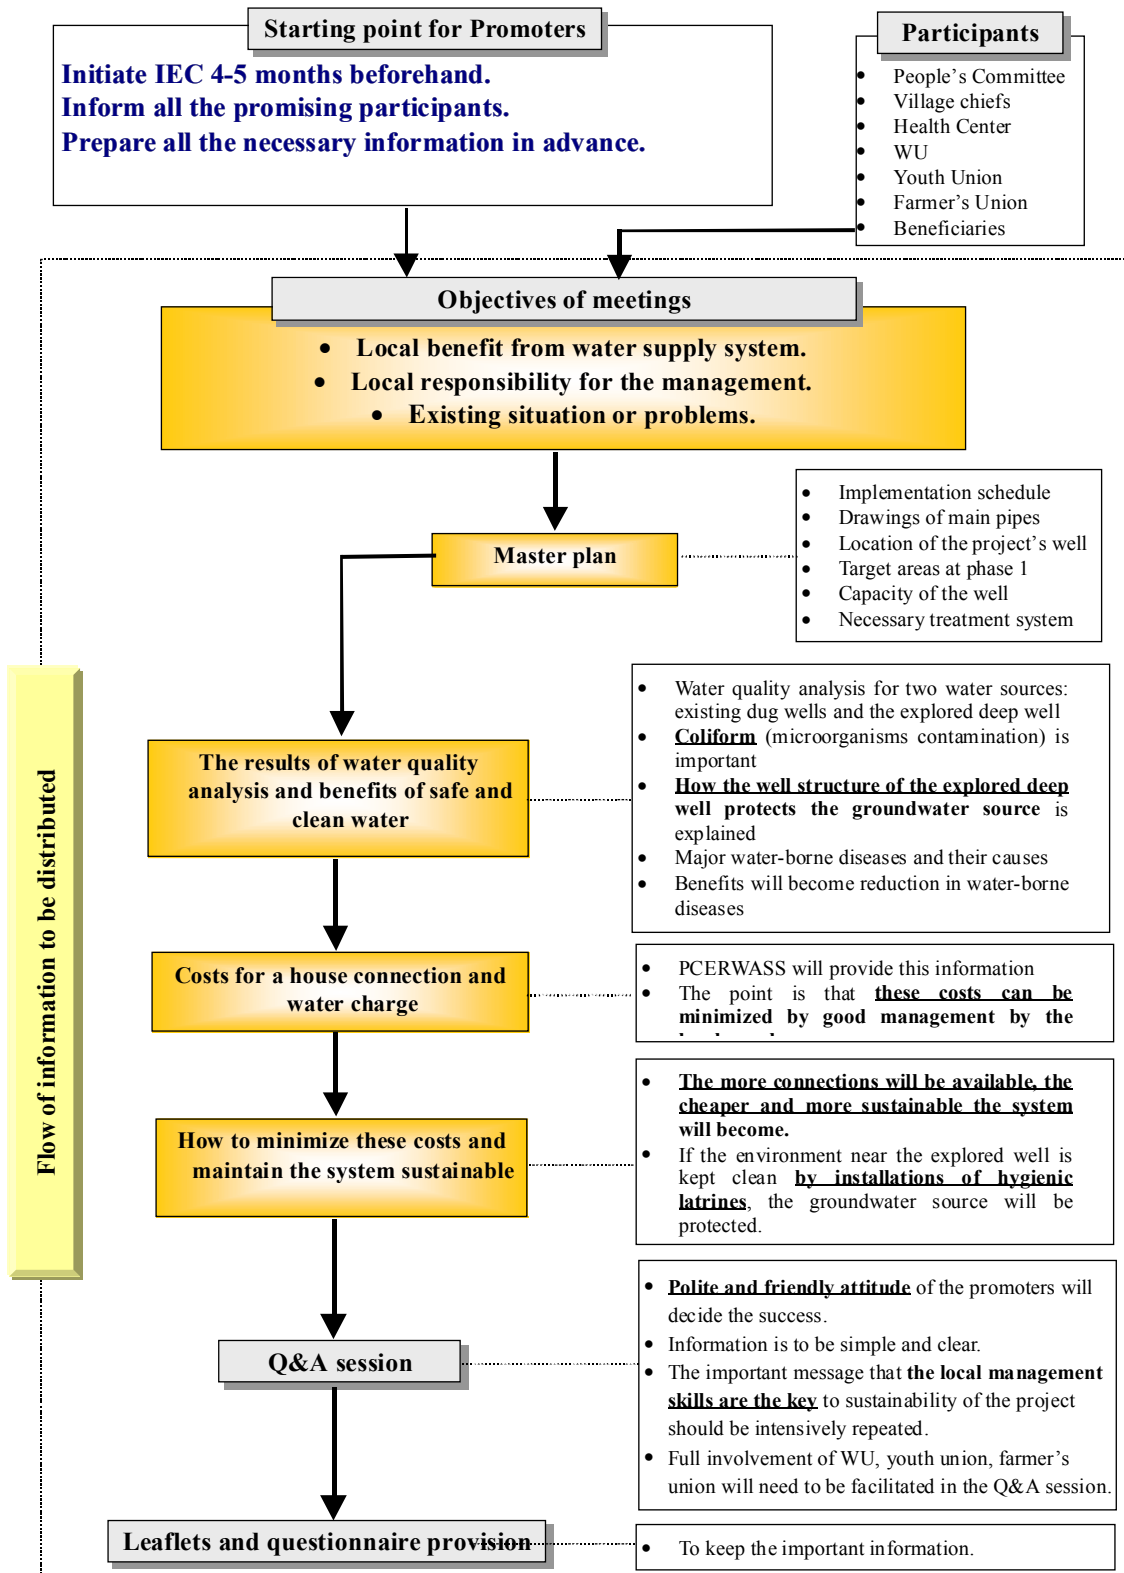 Starting point for Promoters
Initiate IEC 4-5 months beforehand.
Inform all the promising participants.
Prepare all the necessary information in advance.
Participants
• People's Committee
• Village chiefs
• Health Center
• WU
• Youth Union
• Farmer's Union
• Beneficiaries
Objectives of meetings
• Local benefit from water supply system.
• Local responsibility for the management.
• Existing situation or problems.
Master plan
• Implementation schedule
• Drawings of main pipes
• Location of the project's well
• Target areas at phase 1
• Capacity of the well
• Necessary treatment system
Flow of information to be distributed
The results of water quality
analysis and benefits of safe and
clean water
• Water quality analysis for two water sources:
existing dug wells and the explored deep well
• Coliform (microorganisms contamination) is
important
• How the well structure of the explored deep
well protects the groundwater source is
explained
• Major water-borne diseases and their causes
• Benefits will become reduction in water-borne
diseases
Costs for a house connection and
water charge
• PCERWASS will provide this information
• The point is that these costs can be
minimized by good management by the
How to minimize these costs and
maintain the system sustainable
• The more connections will be available, the
cheaper and more sustainable the system
will become.
• If the environment near the explored well is
kept clean by installations of hygienic
latrines, the groundwater source will be
protected.
Q&A session
• Polite and friendly attitude of the promoters will
decide the success.
• Information is to be simple and clear.
• The important message that the local management
skills are the key to sustainability of the project
should be intensively repeated.
• Full involvement of WU, youth union, farmer's
union will need to be facilitated in the Q&A session.
Leaflets and questionnaire provision
• To keep the important information.